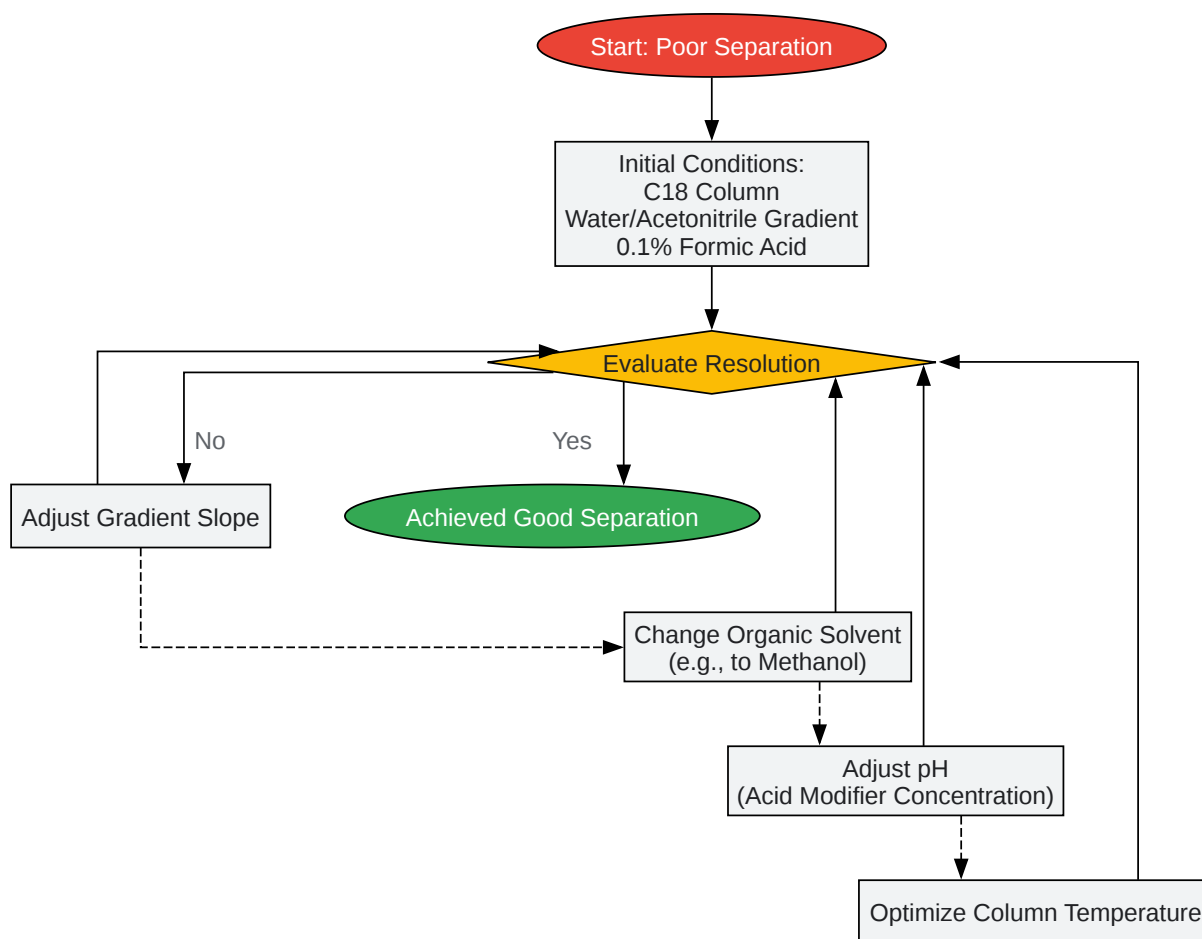 Start: Poor Separation
Initial Conditions:
C18 Column
Water/Acetonitrile Gradient
0.1% Formic Acid
Evaluate Resolution
No
Yes
Adjust Gradient Slope
Achieved Good Separation
Change Organic Solvent
(e.g., to Methanol)
Adjust pH
(Acid Modifier Concentration)
Optimize Column Temperature